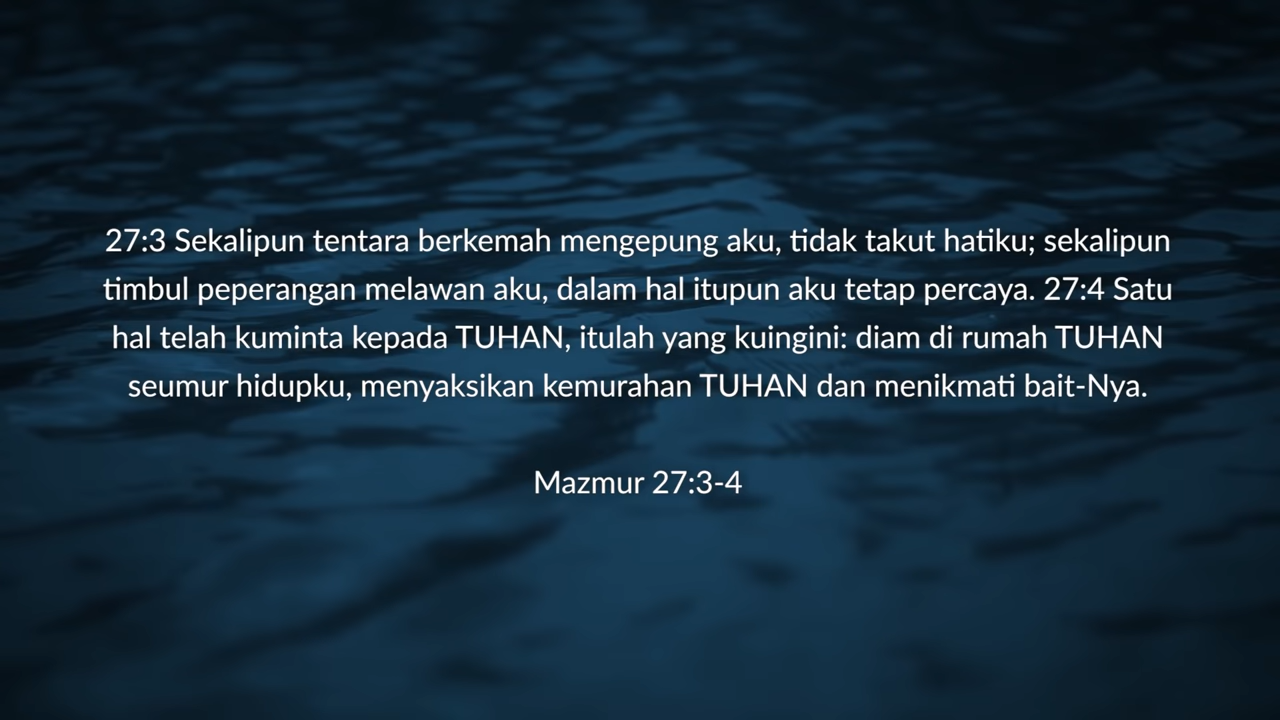 27:3 Sekalipun tentara berkemah mengepung aku, tidak takut hatiku; sekalipun
timbul peperangan melawan aku, dalam hal itupun aku tetap percaya. 27:4 Satu
hal telah kuminta kepada TUHAN, itulah yang kuingini: diam di rumah TUHAN
seumur hidupku, menyaksikan kemurahan TUHAN dan menikmati bait-Nya.
Mazmur 27:3-4